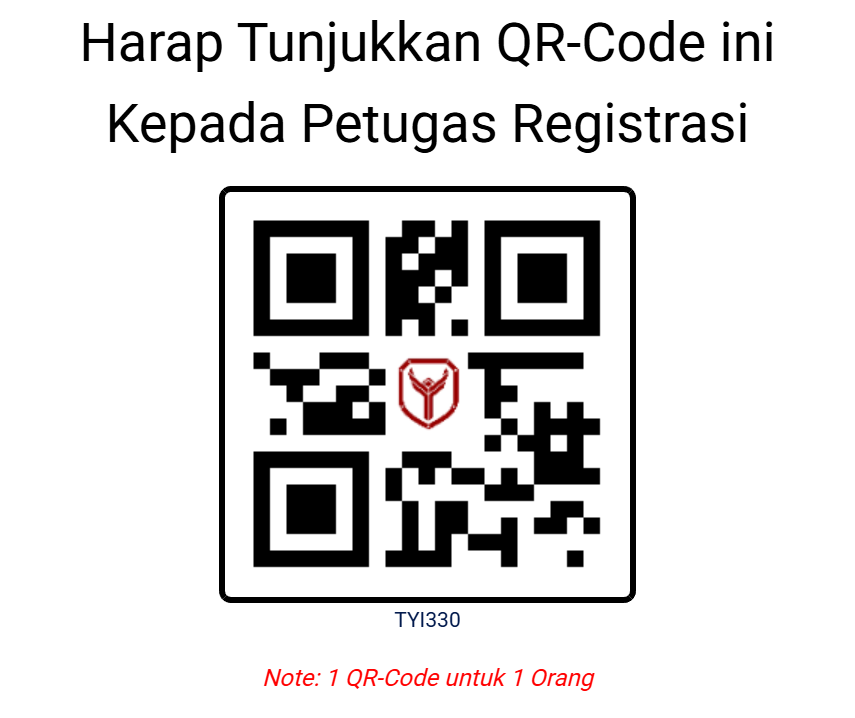 Harap Tunjukkan QR-Code ini
Kepada Petugas Registrasi
TYI330
Note: 1 QR-Code untuk 1 Orang